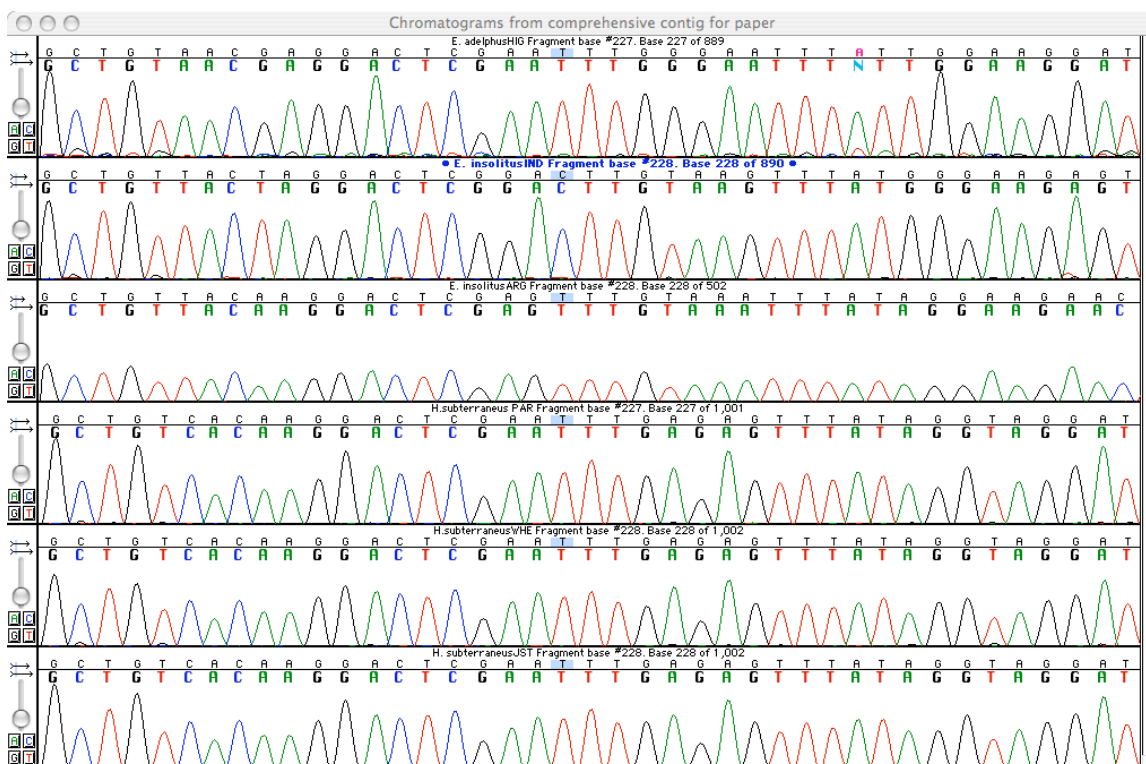 Chromatograms from comprehensive contig for paper
E. adelphusHIG Fragment base #227. Base 227 of 889
G C T G T A A C G A G G A C T C G A A T T T G G G A A T T T A T T G G A A G G A T
G C T G T A A C G A G G A C T C G A A T T T G G G A A T T T N T T G G A A G G A T
A C
G T
• E. insolitusIND Fragment base #228. Base 228 of 890 •
G C T G T T A C T A G G A C T C G G A C T T G T A A G T T T A T G G G A A G A G T
G C T G T T A C T A G G A C T C G G A C T T G T A A G T T T A T G G G A A G A G T
A C
G T
E. insolitusARG Fragment base #228. Base 228 of 502
G C T G T T A C A A G G A C T C G A G T T T G T A A A T T T A T A G G A A G A A C
G C T G T T A C A A G G A C T C G A G T T T G T A A A T T T A T A G G A A G A A C
A C
G T
H.subterraneus PAR Fragment base #227. Base 227 of 1,001
G C T G T C A C A A G G A C T C G A A T T T G A G A G T T T A T A G G T A G G A T
G C T G T C A C A A G G A C T C G A A T T T G A G A G T T T A T A G G T A G G A T
A C
G T
H.subterraneusWHE Fragment base #228. Base 228 of 1,002
G C T G T C A C A A G G A C T C G A A T T T G A G A G T T T A T A G G T A G G A T
G C T G T C A C A A G G A C T C G A A T T T G A G A G T T T A T A G G T A G G A T
A C
G T
H. subterraneusJST Fragment base #228. Base 228 of 1,002
G C T G T C A C A A G G A C T C G A A T T T G A G A G T T T A T A G G T A G G A T
G C T G T C A C A A G G A C T C G A A T T T G A G A G T T T A T A G G T A G G A T
A C
G T